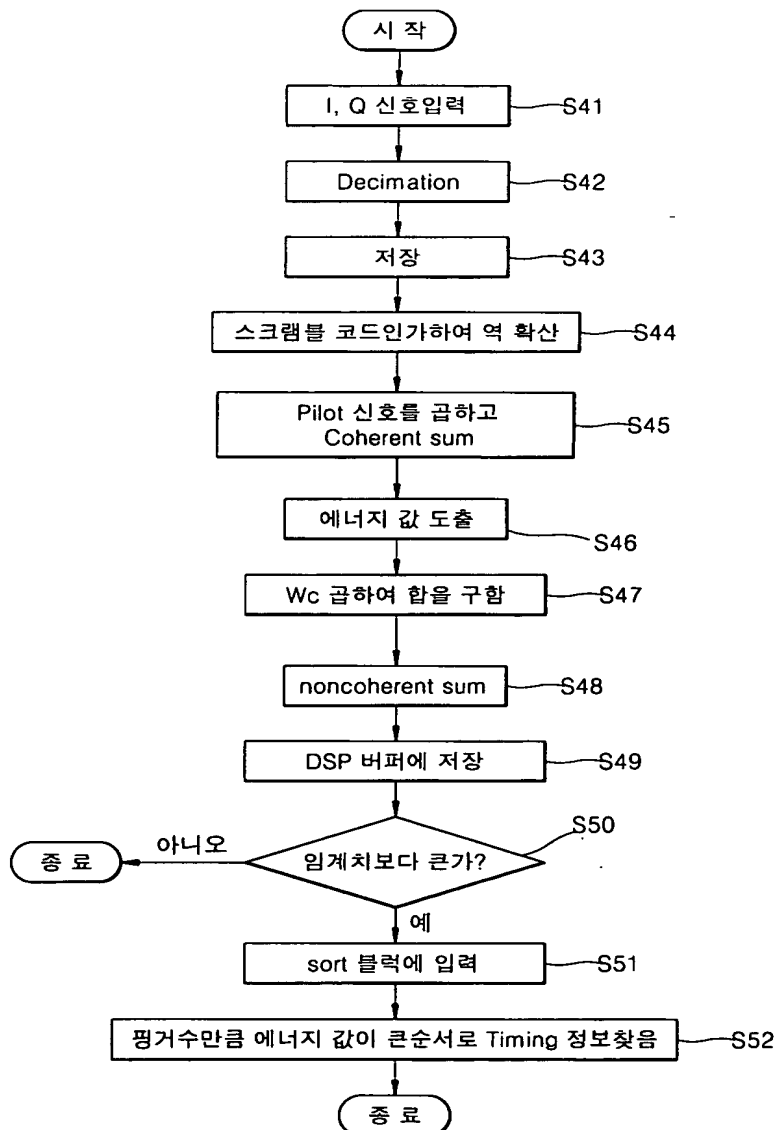 시 작
I, Q 신호입력
S41
Decimation
S42
저장
S43
스크램블 코드인가하여 역 확산
S44
Pilot 신호를 곱하고
Coherent sum
S45
에너지 값 도출
S46
Wc 곱하여 합을 구함
S47
noncoherent sum
S48
DSP 버퍼에 저장
S49
임계치보다 큰가?
S50
아니오
종 료
예
sort 블럭에 입력
S51
핑거수만큼 에너지 값이 큰순서로 Timing 정보찾음
S52
종 료